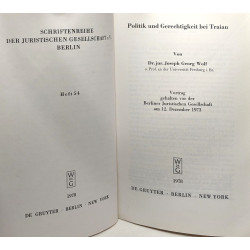 SCHRIFTENREIHE
DER JURISTISCHEN GESELLSCHAFT e.V.
BERLIN
Heft 54
W
DE
G
1978
DE GRUYTER · BERLIN · NEW YORK
Politik und Gerechtigkeit bei Traian
Von
Dr. jur. Joseph Georg Wolf
o. Prof. an der Universität Freiburg i. Br.
Vortrag
gehalten vor der
Berliner Juristischen Gesellschaft
am 12. Dezember 1973
W
DE
G
1978
DE GRUYTER · BERLIN · NEW YORK